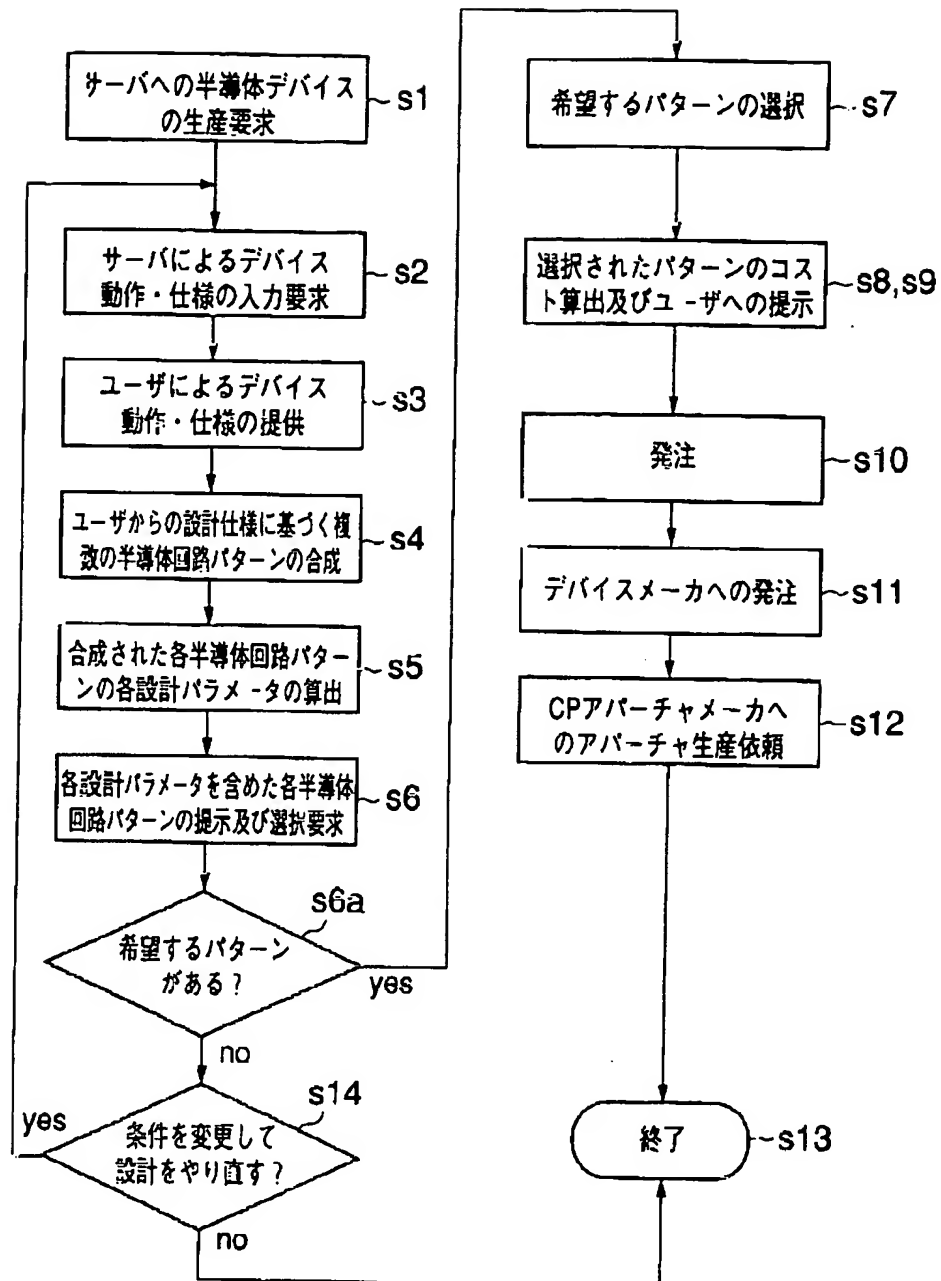 サーバへの半導体デバイス
の生産要求
s1
サーバによるデバイス
動作・仕様の入力要求
s2
ユーザによるデバイス
動作・仕様の提供
s3
ユーザからの設計仕様に基づく複
数の半導体回路パターンの合成
s4
合成された各半導体回路パター
ンの各設計パラメータの算出
s5
各設計パラメータを含めた各半導体
回路パターンの提示及び選択要求
s6
希望するパターン
がある?
s6a
yes
no
条件を変更して
設計をやり直す?
s14
yes
no
希望するパターンの選択
s7
選択されたパターンのコス
ト算出及びユーザへの提示
s8,s9
発注
s10
デバイスメーカへの発注
s11
CPアパーチャメーカへ
のアパーチャ生産依頼
s12
終了
s13